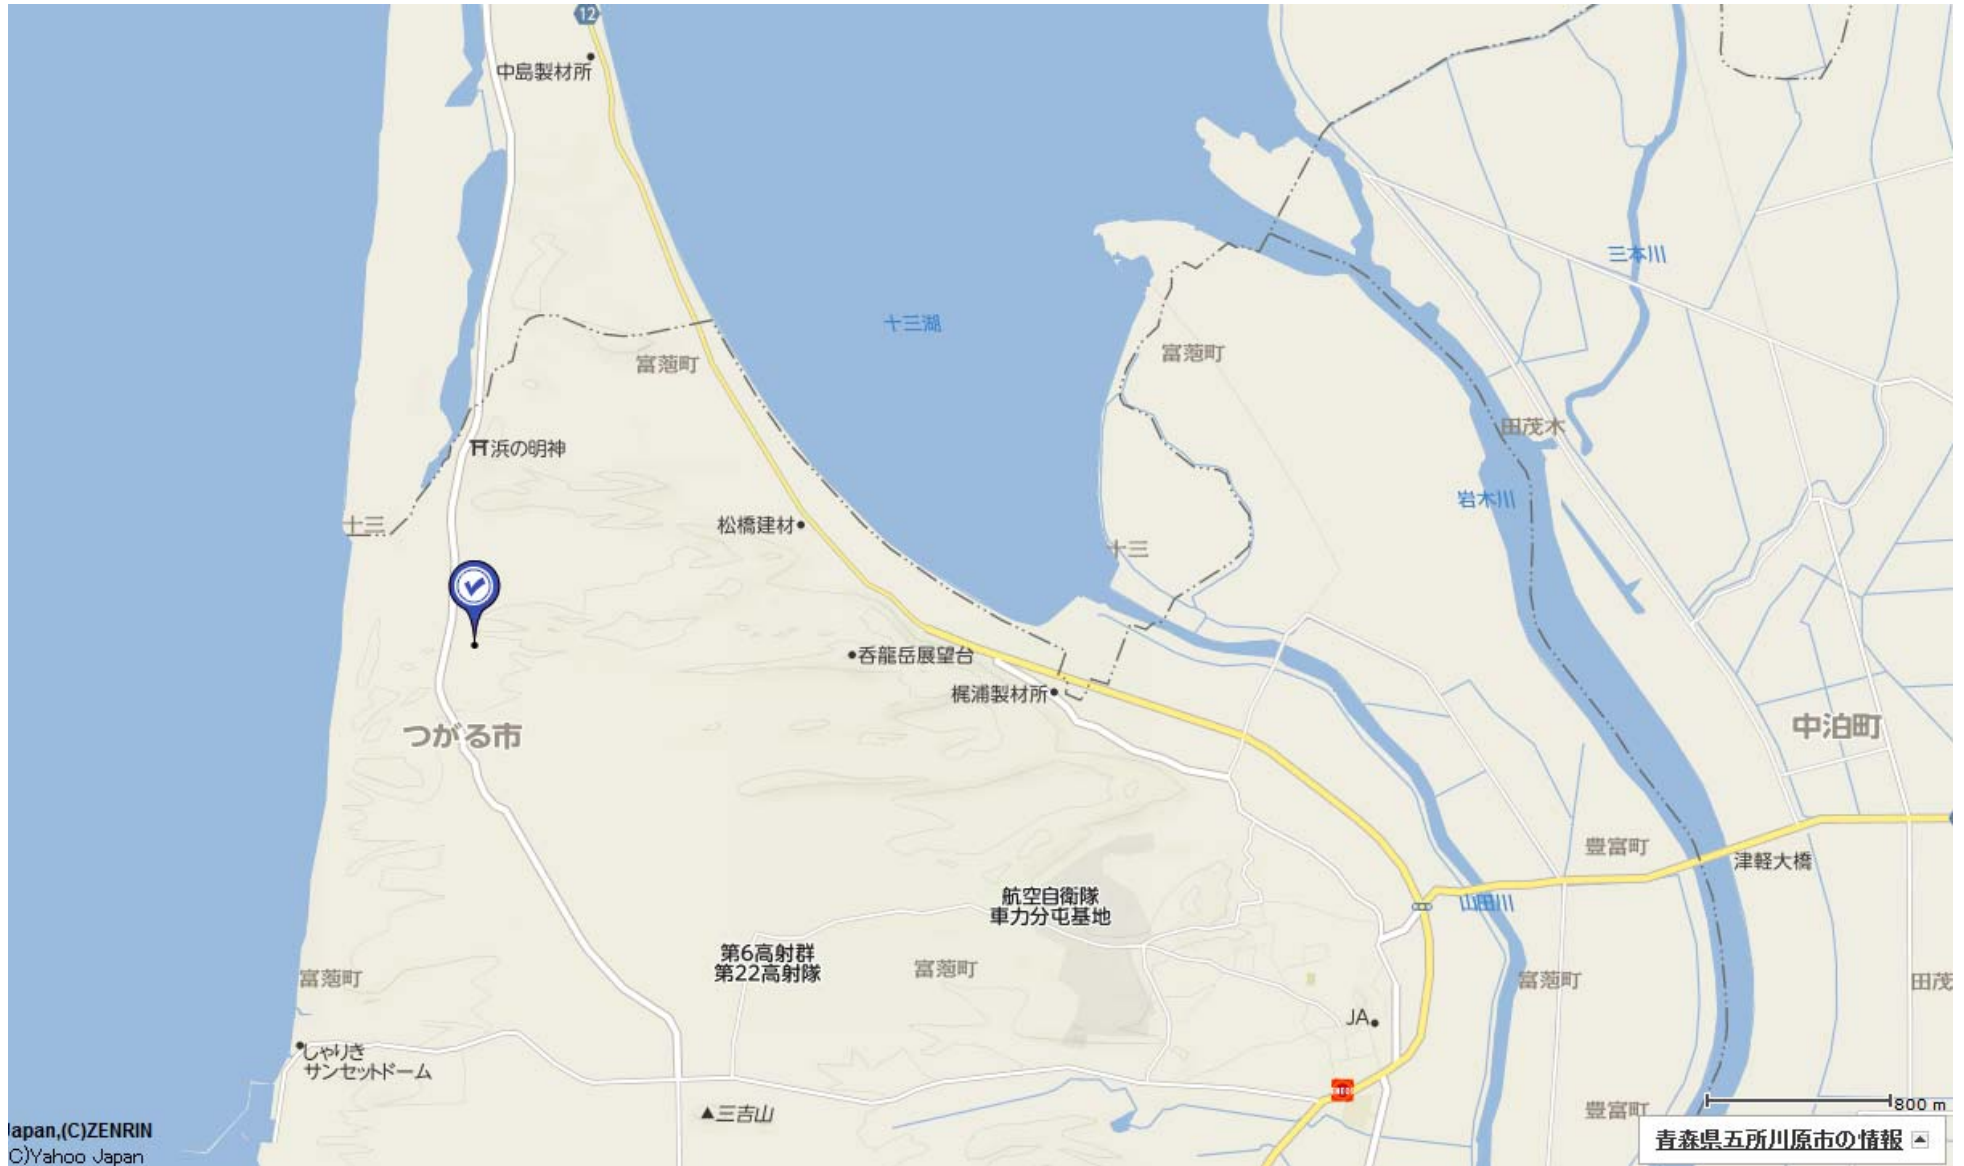 12
中島製材所
三本川
十三湖
富萢町
富萢町
田茂木
浜の明神
岩木川
松橋建材
十三
十三
呑龍岳展望台
梶浦製材所
つがる市
中泊町
豊富町
津軽大橋
航空自衛隊
車力分屯基地
山田川
第6高射群
第22高射隊
富萢町
富萢町
富萢町
田茂
JA
しゃりき
サンセットドーム
ENEOS
三吉山
豊富町
800 m
Japan,(C)ZENRIN
青森県五所川原市の情報
C)Yahoo Japan